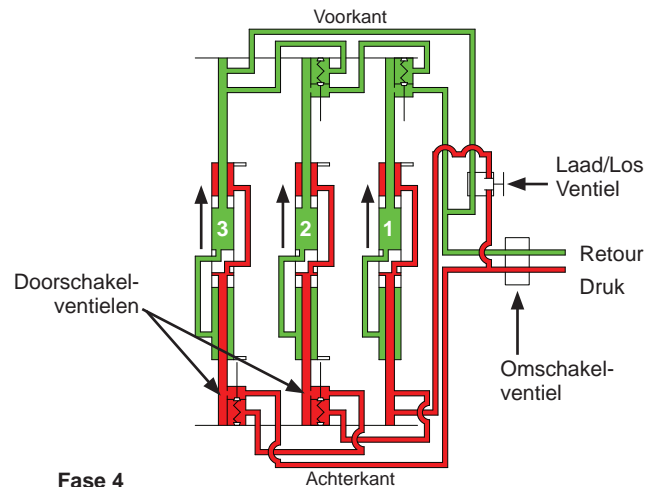 Voorkant
Laad/Los
Ventiel
3
2
1
Retour
Druk
Doorschakel-
ventielen
Omschakel-
ventiel
Fase 4
Achterkant